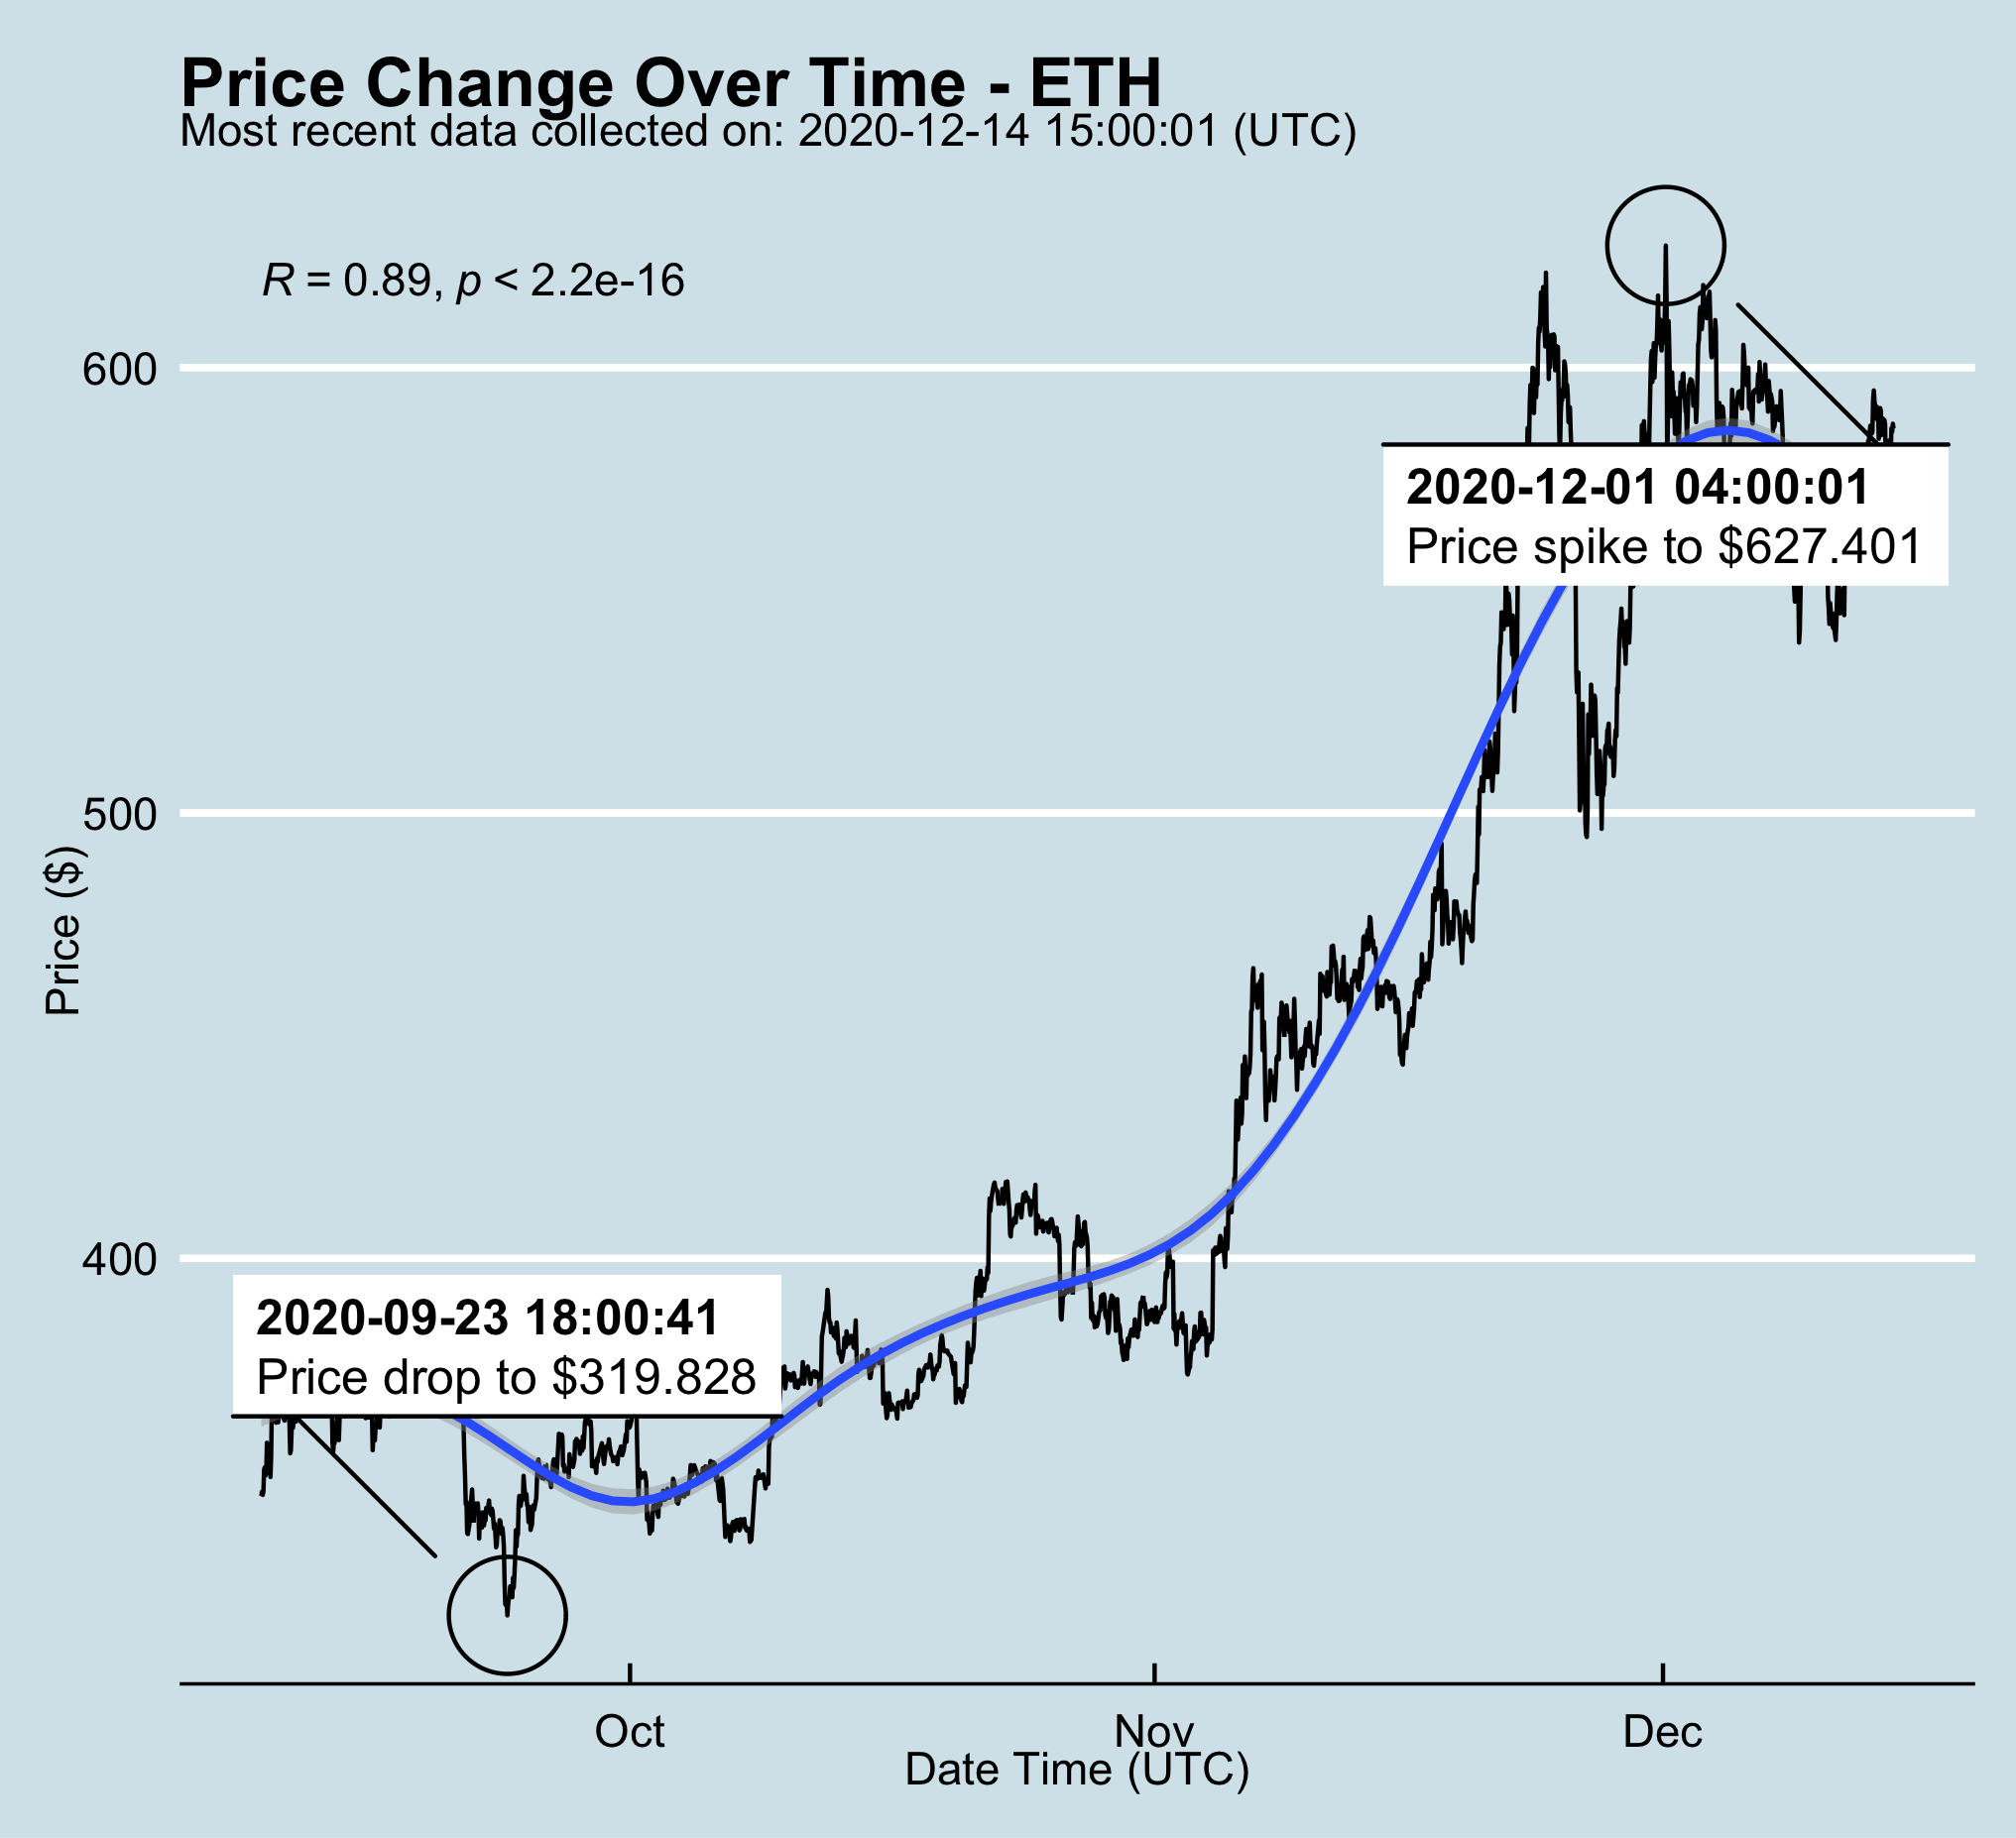 Price Change Over Time - ETH
Most recent data collected on: 2020-12-14 15:00:01 (UTC)
R = 0.89, p < 2.2e-16
600
2020-12-01 04:00:01
Price spike to $627.401
500
Price ($)
400
2020-09-23 18:00:41
Price drop to $319.828
Oct
Nov
Dec
Date Time (UTC)